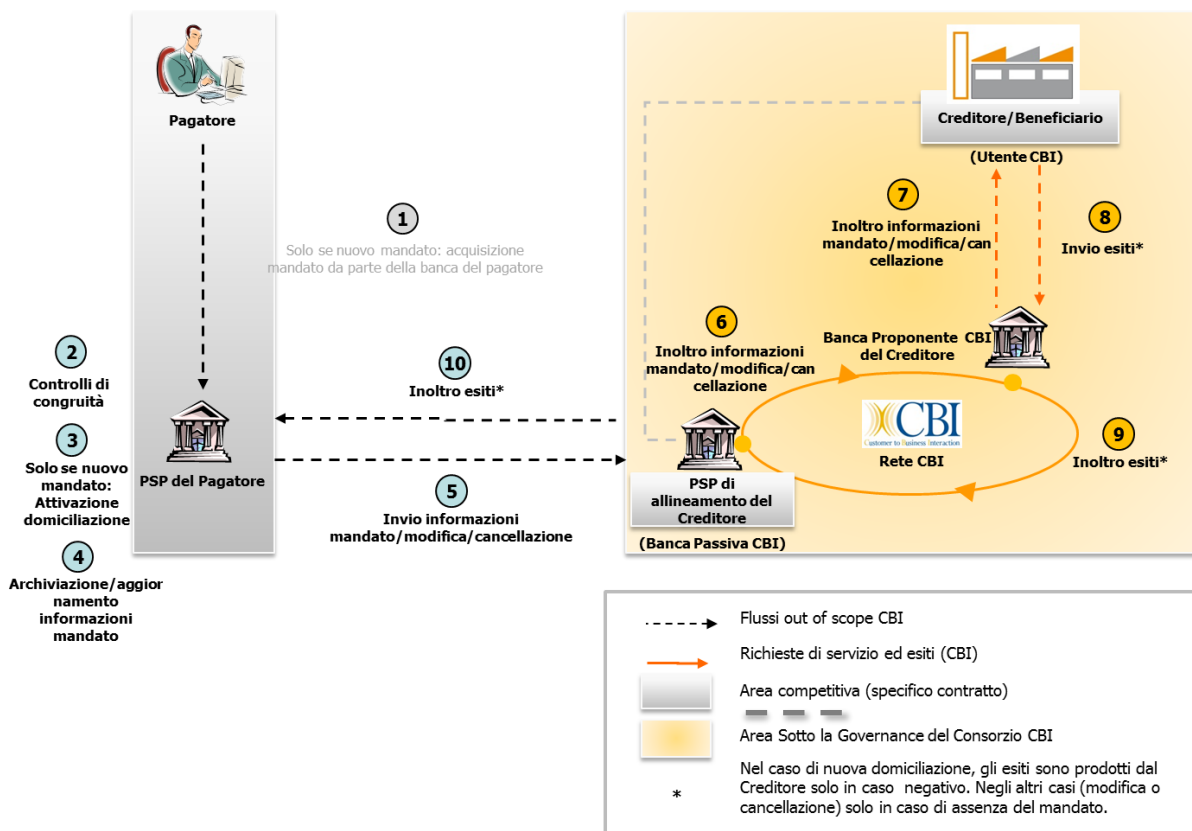 Pagatore
1
Solo se nuovo mandato: acquisizione
mandato da parte della banca del pagatore
2
Controlli di
congruità
3
Solo se nuovo
mandato:
Attivazione
domiciliazione
4
Archiviazione/aggior
namento
informazioni
mandato
PSP del Pagatore
10
Inoltro esiti*
5
Invio informazioni
mandato/modifica/cancellazione
Creditore/Beneficiario
(Utente CBI)
7
Inoltro informazioni
mandato/modifica/can
cellazione
8
Invio esiti*
6
Inoltro informazioni
mandato/modifica/can
cellazione
Banca Proponente CBI
del Creditore
CBI
Customer to Business Interaction
Rete CBI
9
Inoltro esiti*
PSP di
allineamento del
Creditore
(Banca Passiva CBI)
Flussi out of scope CBI
Richieste di servizio ed esiti (CBI)
Area competitiva (specifico contratto)
Area Sotto la Governance del Consorzio CBI
* Nel caso di nuova domiciliazione, gli esiti sono prodotti dal
Creditore solo in caso negativo. Negli altri casi (modifica o
cancellazione) solo in caso di assenza del mandato.